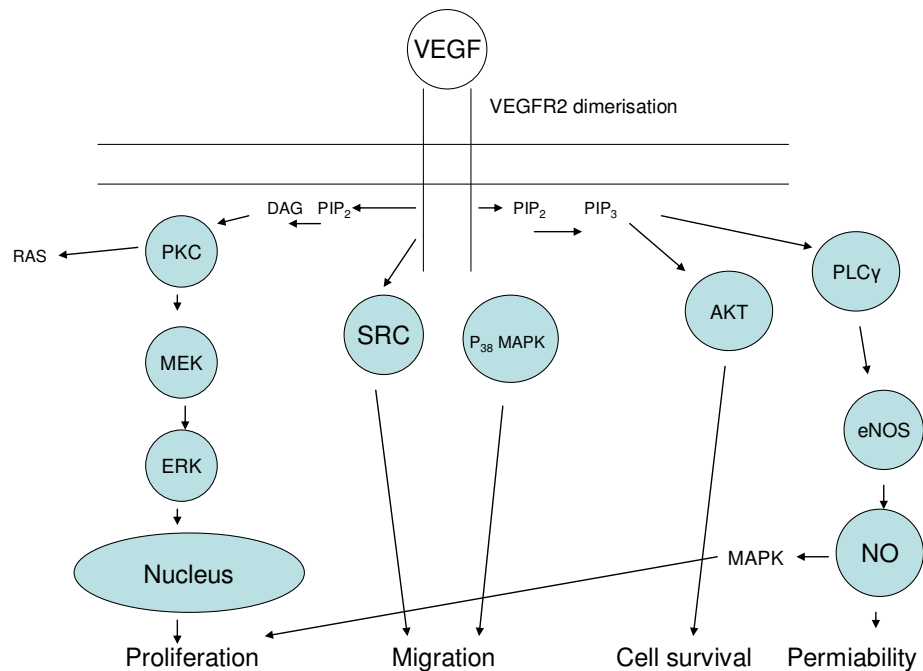 VEGF
VEGFR2 dimerisation
DAG PIP₂ PIP₂ PIP₃
RAS PKC PLCγ
SRC P₃₈ MAPK AKT
MEK
eNOS
ERK
NO
MAPK
Nucleus
Proliferation Migration Cell survival Permiability